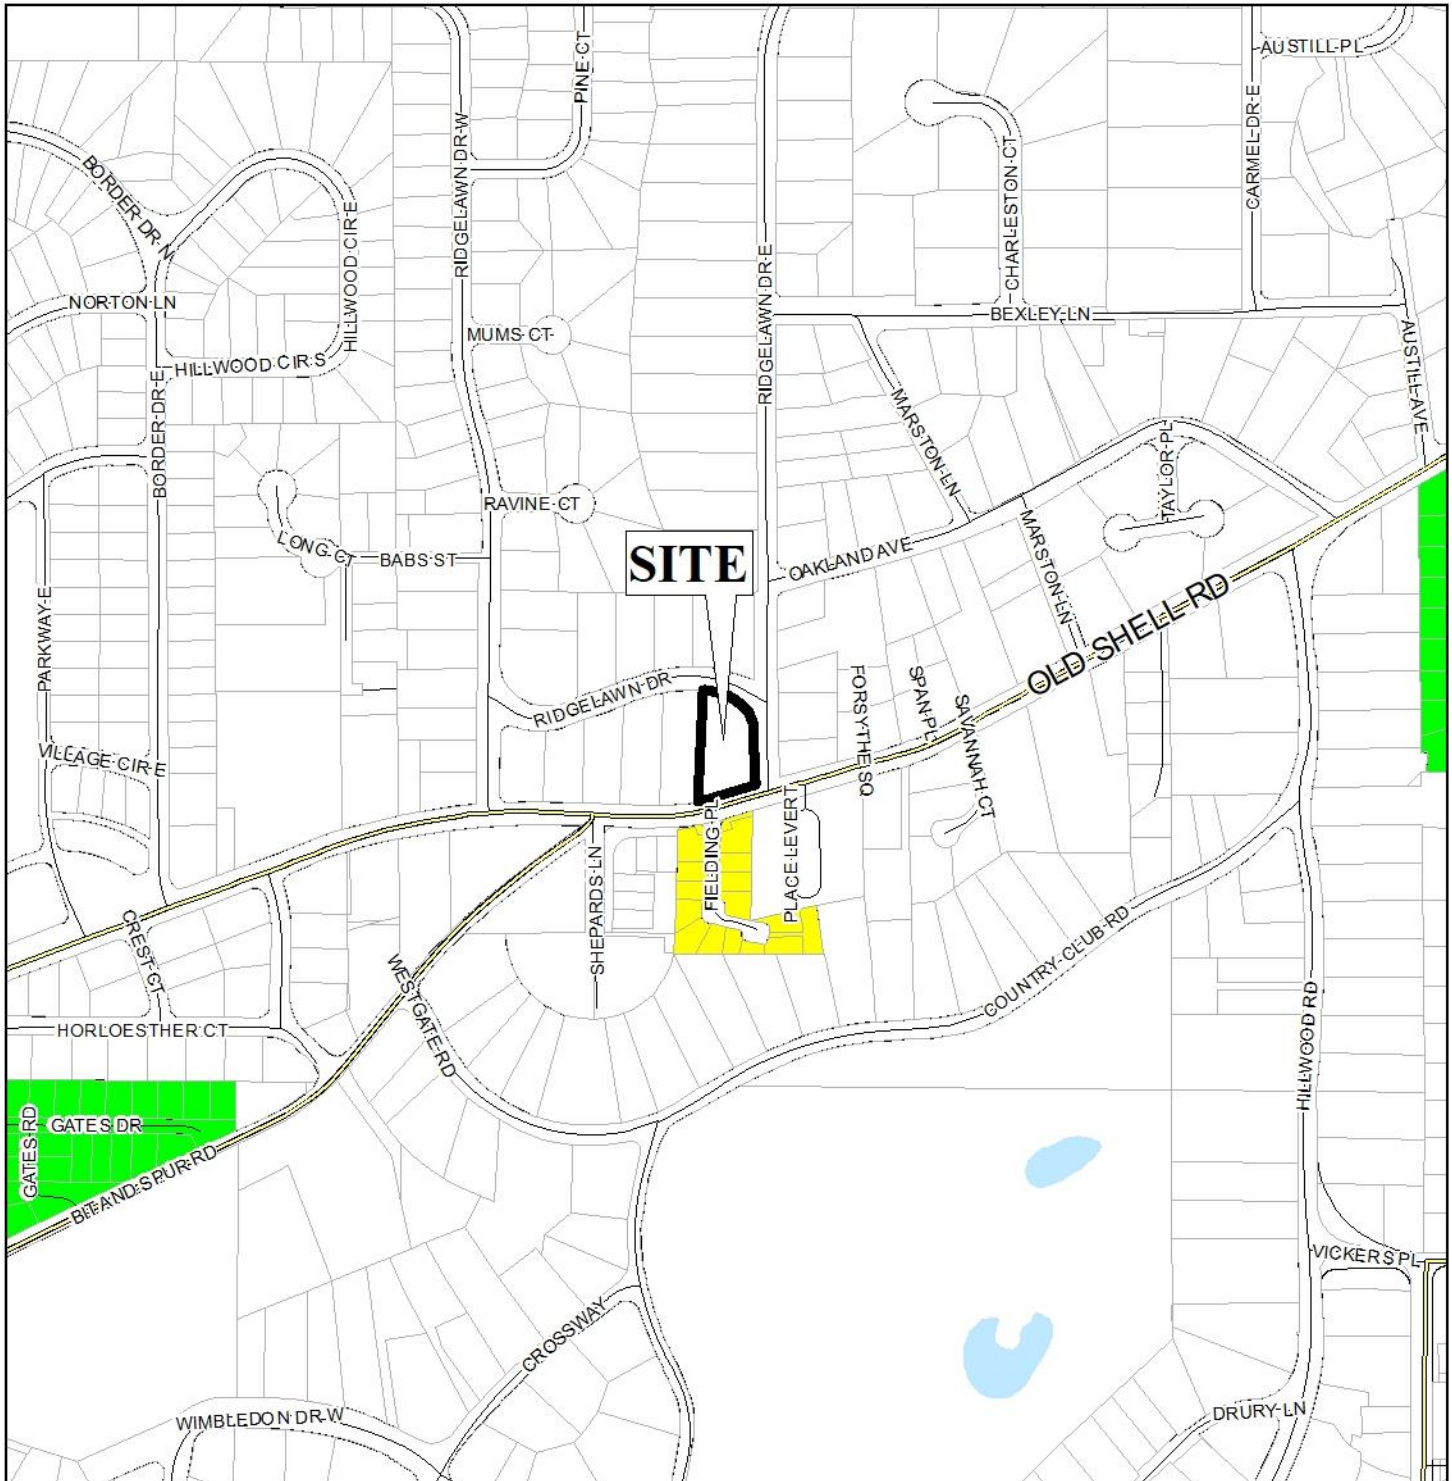 AUSTILL PL
PINE CT
CARMEL DR E
RIDGELAWN DR W
CHARLESTON CT
BORDER DR N
HILLWOOD CIR E
RIDGELAWN DR E
NORTON LN
BEXLEY LN
MUMS CT
AUSTILL AVE
HILLWOOD CIR S
BORDER DR E
MARSTON LN
TAYLOR PL
RAVINE CT
LONG CT
BABS ST
SITE
OAKLAND AVE
MARSTON LN
PARKWAY E
OLD SHELL RD
RIDGELAWN DR
FORSYTHE SQ
SPAN PL
SAVANNAH CT
VILLAGE CIR E
FIELDING PL
PLACE LEVERT
SHEPARDS LN
CREST CT
COUNTRY CLUB RD
WESTGATE RD
HORLOESTHER CT
HILLWOOD RD
GATES RD
GATES DR
BIT AND SPUR RD
VICKERS PL
CROSSWAY
WIMBLEDON DR W
DRURY LN